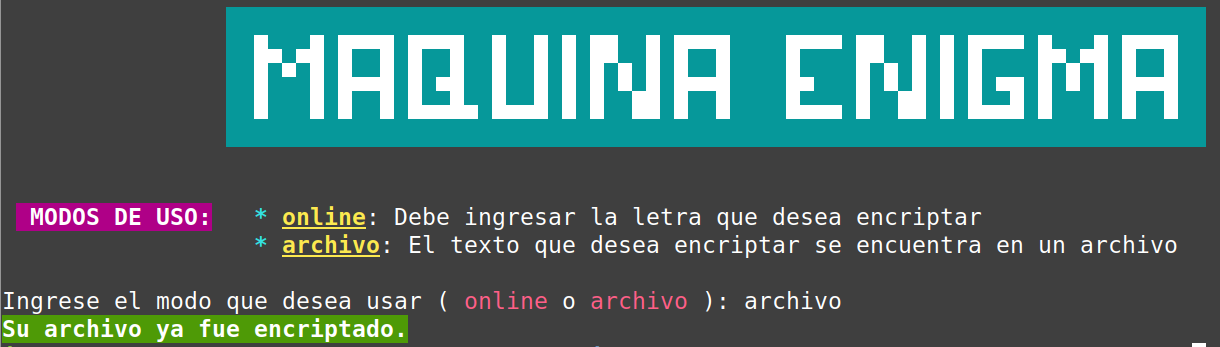 MAQUINA ENIGMA
MODOS DE USO: * online: Debe ingresar la letra que desea encriptar
* archivo: El texto que desea encriptar se encuentra en un archivo
Ingrese el modo que desea usar ( online o archivo ): archivo
Su archivo ya fue encriptado.